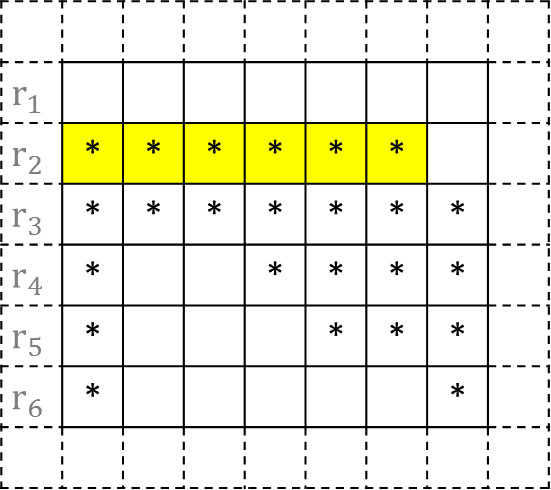 r₁
r₂ * * * * * *
r₃ * * * * * * *
r₄ * * * * *
r₅ * * * *
r₆ * *